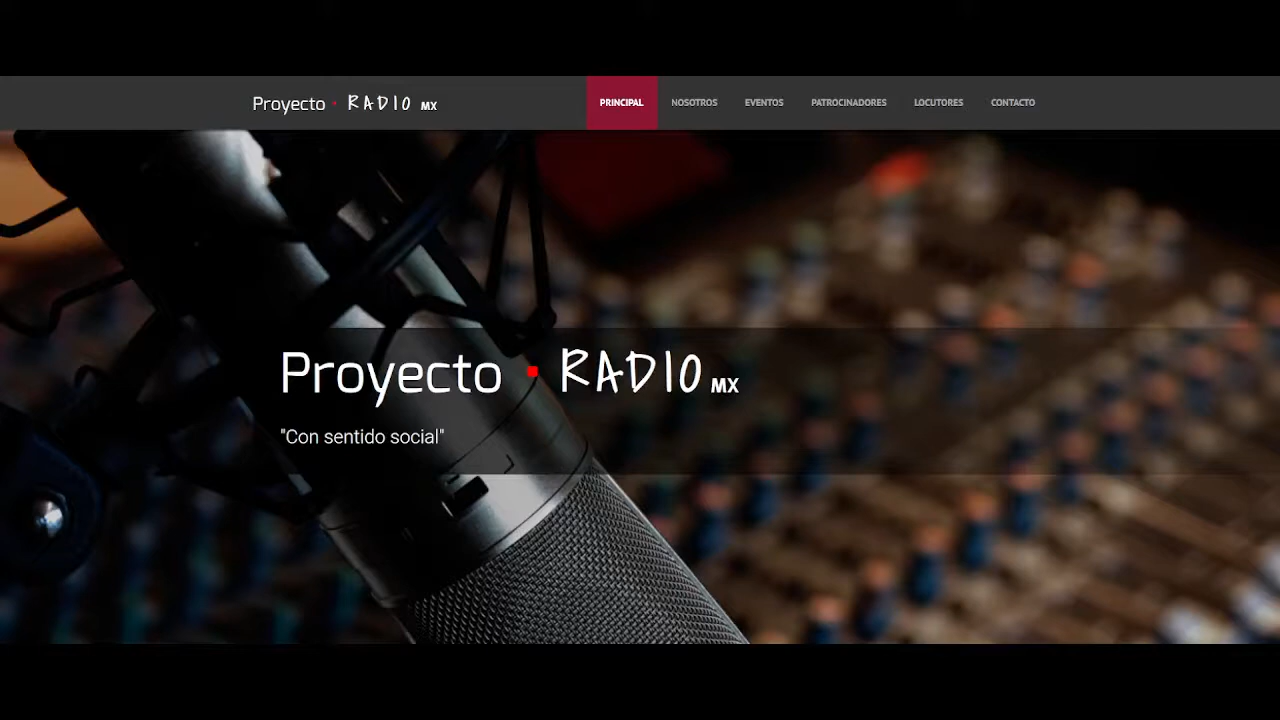 Proyecto · RADIO MX
PRINCIPAL NOSOTROS EVENTOS PATROCINADORES LOCUTORES CONTACTO
Proyecto · RADIO MX
"Con sentido social"